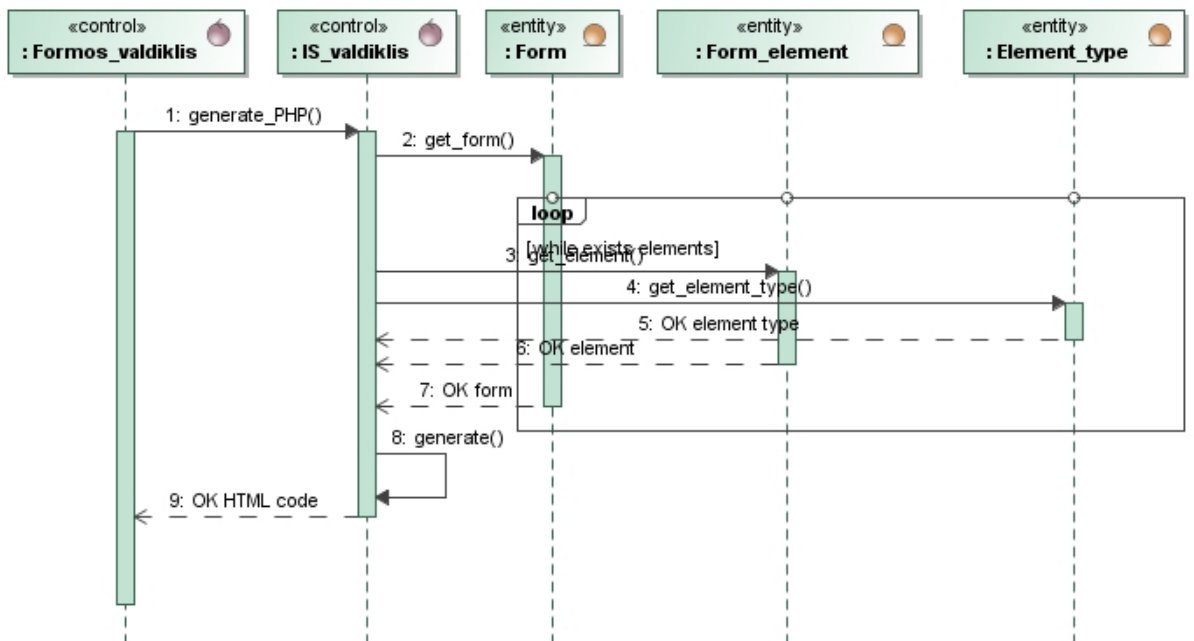 «control»
: Formos_valdiklis
«control»
: IS_valdiklis
«entity»
: Form
«entity»
: Form_element
«entity»
: Element_type
1: generate_PHP()
2: get_form()
loop
[while exists elements]
3: get_element()
4: get_element_type()
5: OK element type
6: OK element
7: OK form
8: generate()
9: OK HTML code